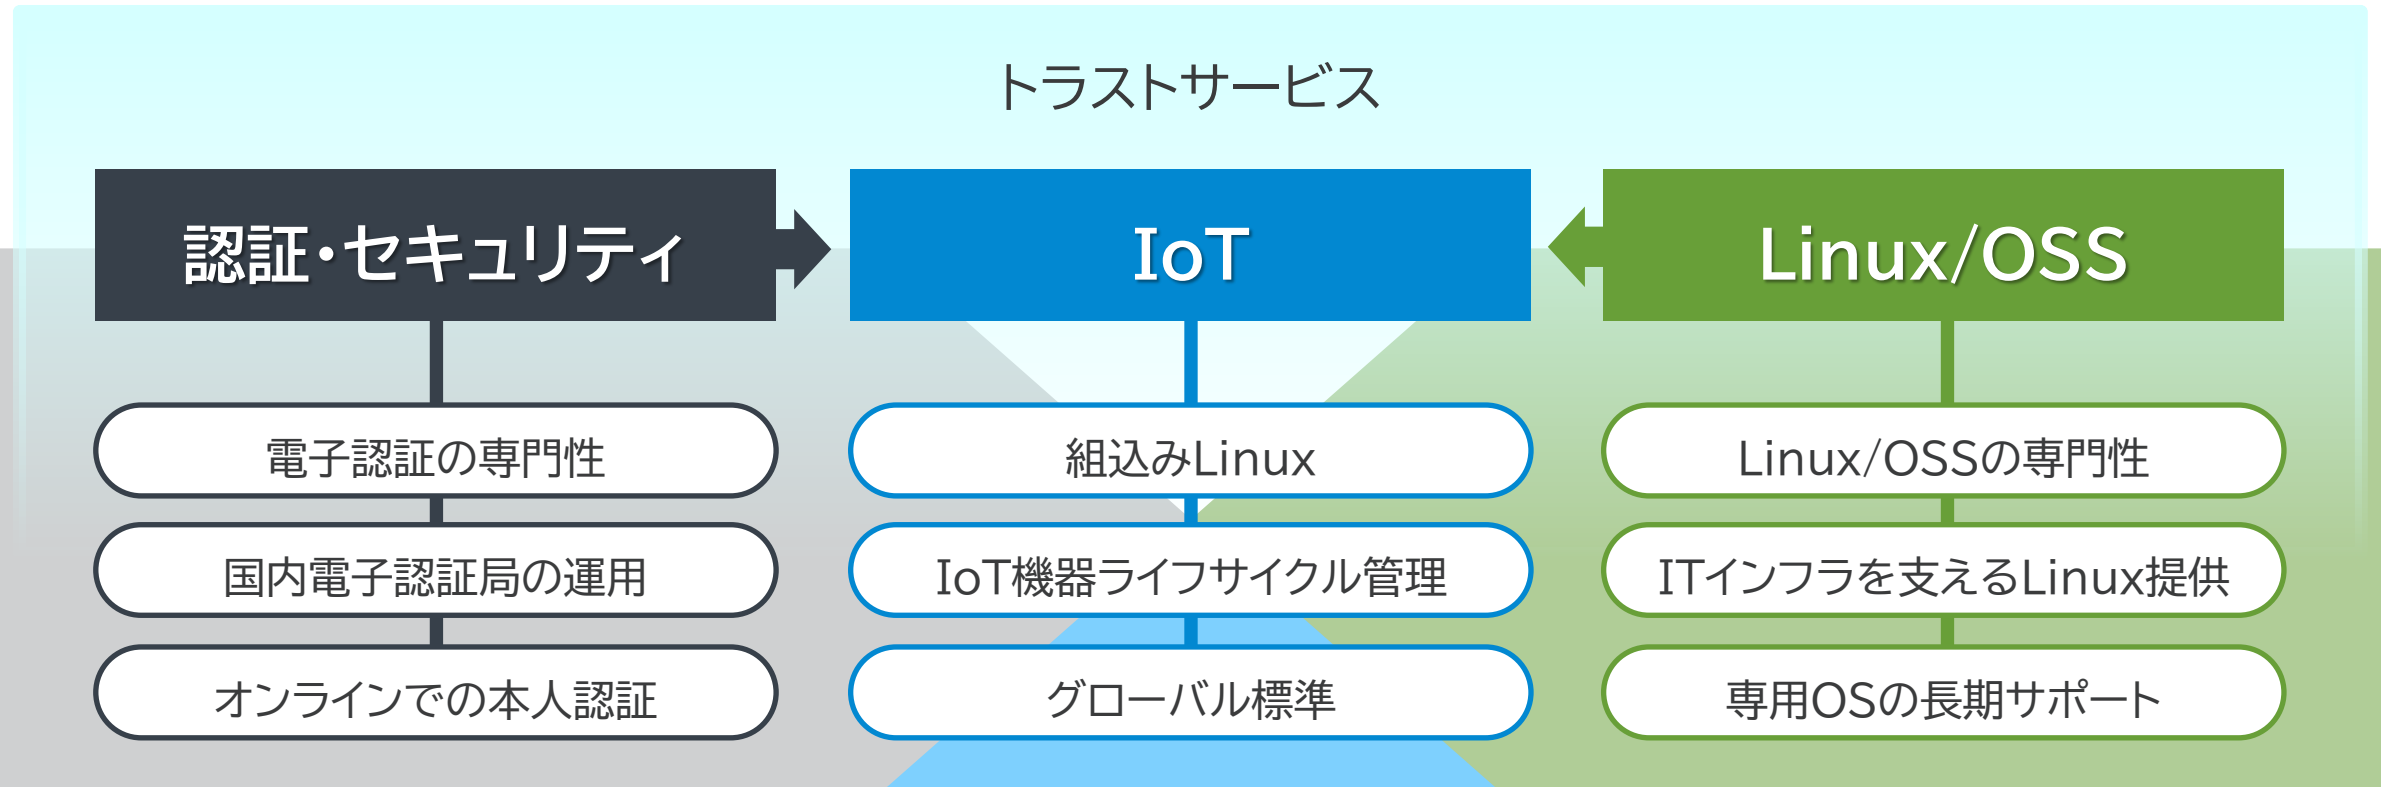 トラストサービス
認証・セキュリティ
電子認証の専門性
国内電子認証局の運用
オンラインでの本人認証
IoT
組込みLinux
IoT機器ライフサイクル管理
グローバル標準
Linux/OSS
Linux/OSSの専門性
ITインフラを支えるLinux提供
専用OSの長期サポート